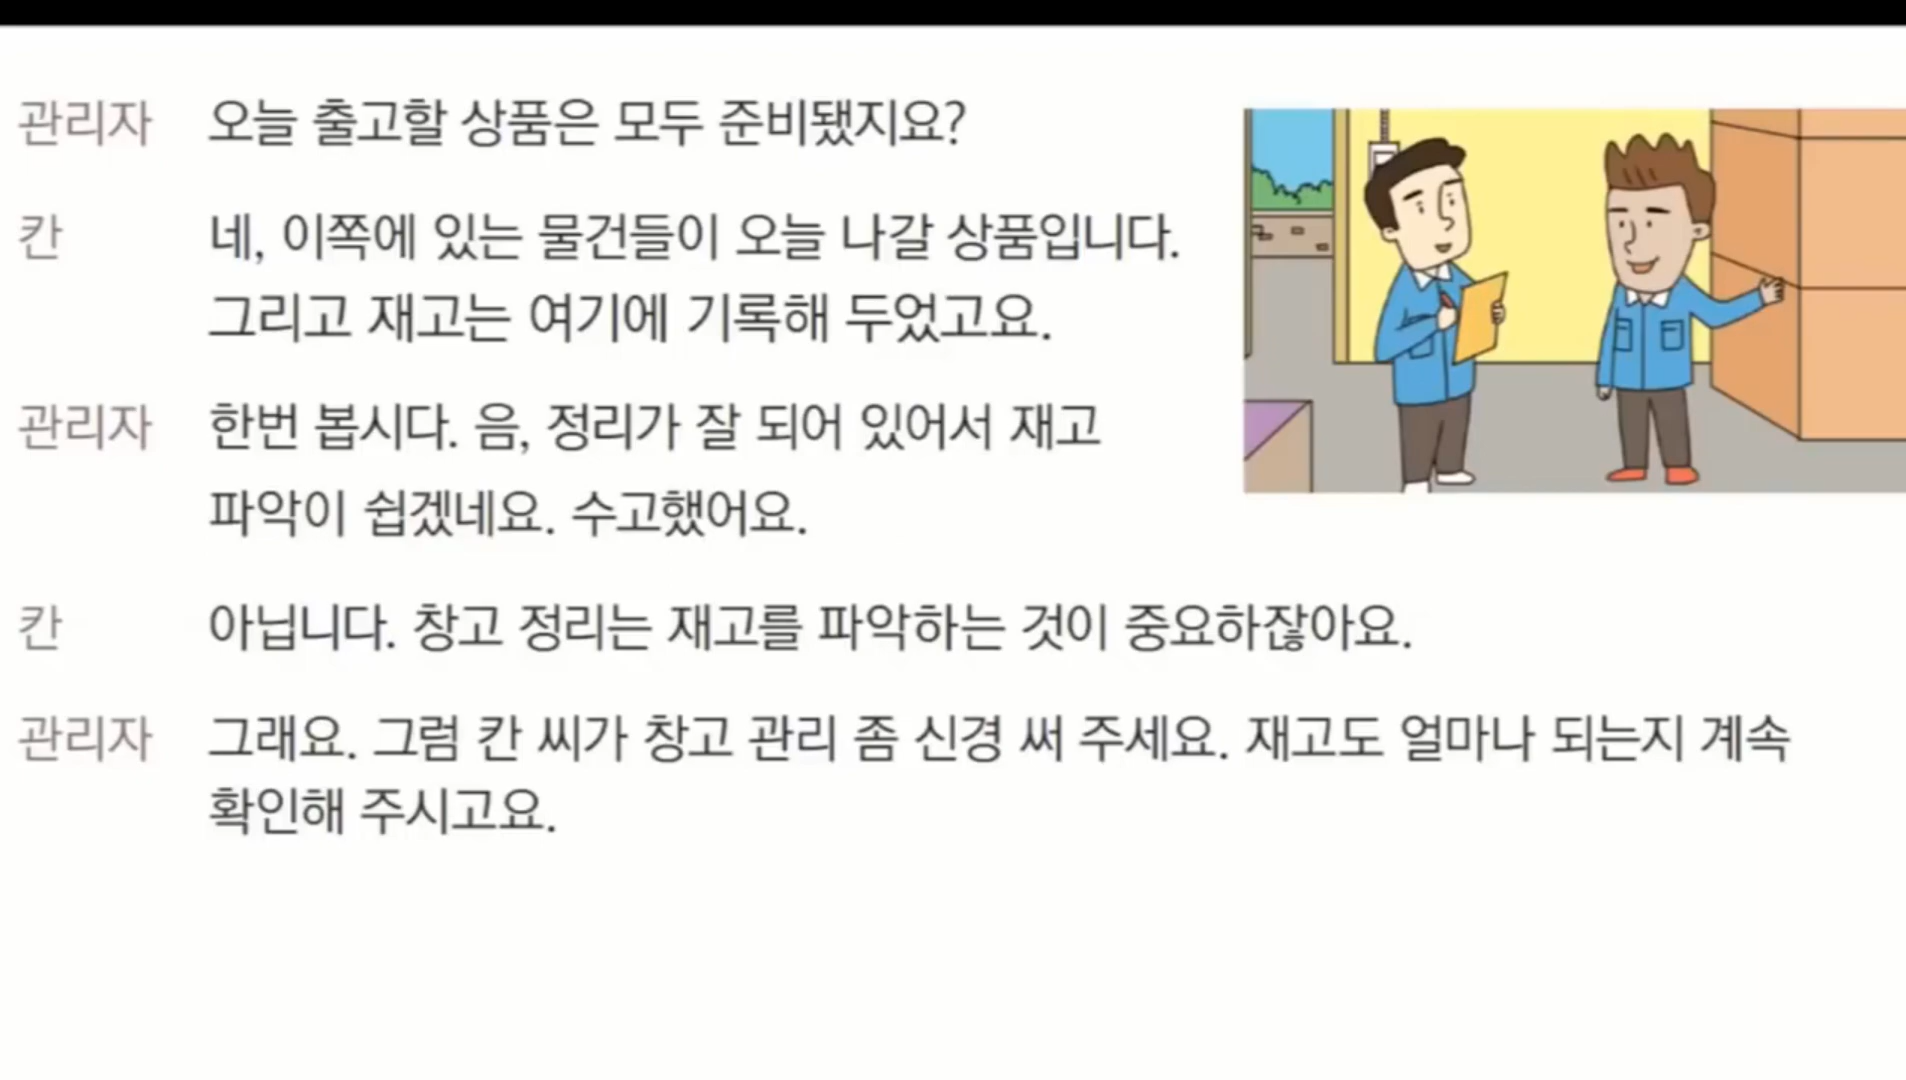 관리자 오늘 출고할 상품은 모두 준비됐지요?
칸 네, 이쪽에 있는 물건들이 오늘 나갈 상품입니다.
그리고 재고는 여기에 기록해 두었고요.
관리자 한번 봅시다. 음, 정리가 잘 되어 있어서 재고
파악이 쉽겠네요. 수고했어요.
칸 아닙니다. 창고 정리는 재고를 파악하는 것이 중요하잖아요.
관리자 그래요. 그럼 칸 씨가 창고 관리 좀 신경 써 주세요. 재고도 얼마나 되는지 계속
확인해 주시고요.